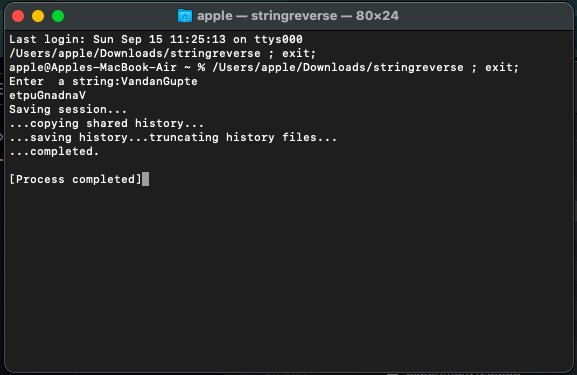 apple — stringreverse — 80×24
Last login: Sun Sep 15 11:25:13 on ttys000
/Users/apple/Downloads/stringreverse ; exit;
apple@Apples-MacBook-Air ~ % /Users/apple/Downloads/stringreverse ; exit;
Enter  a string:VandanGupte
etpuGnadnaV
Saving session...
...copying shared history...
...saving history...truncating history files...
...completed.
[Process completed]